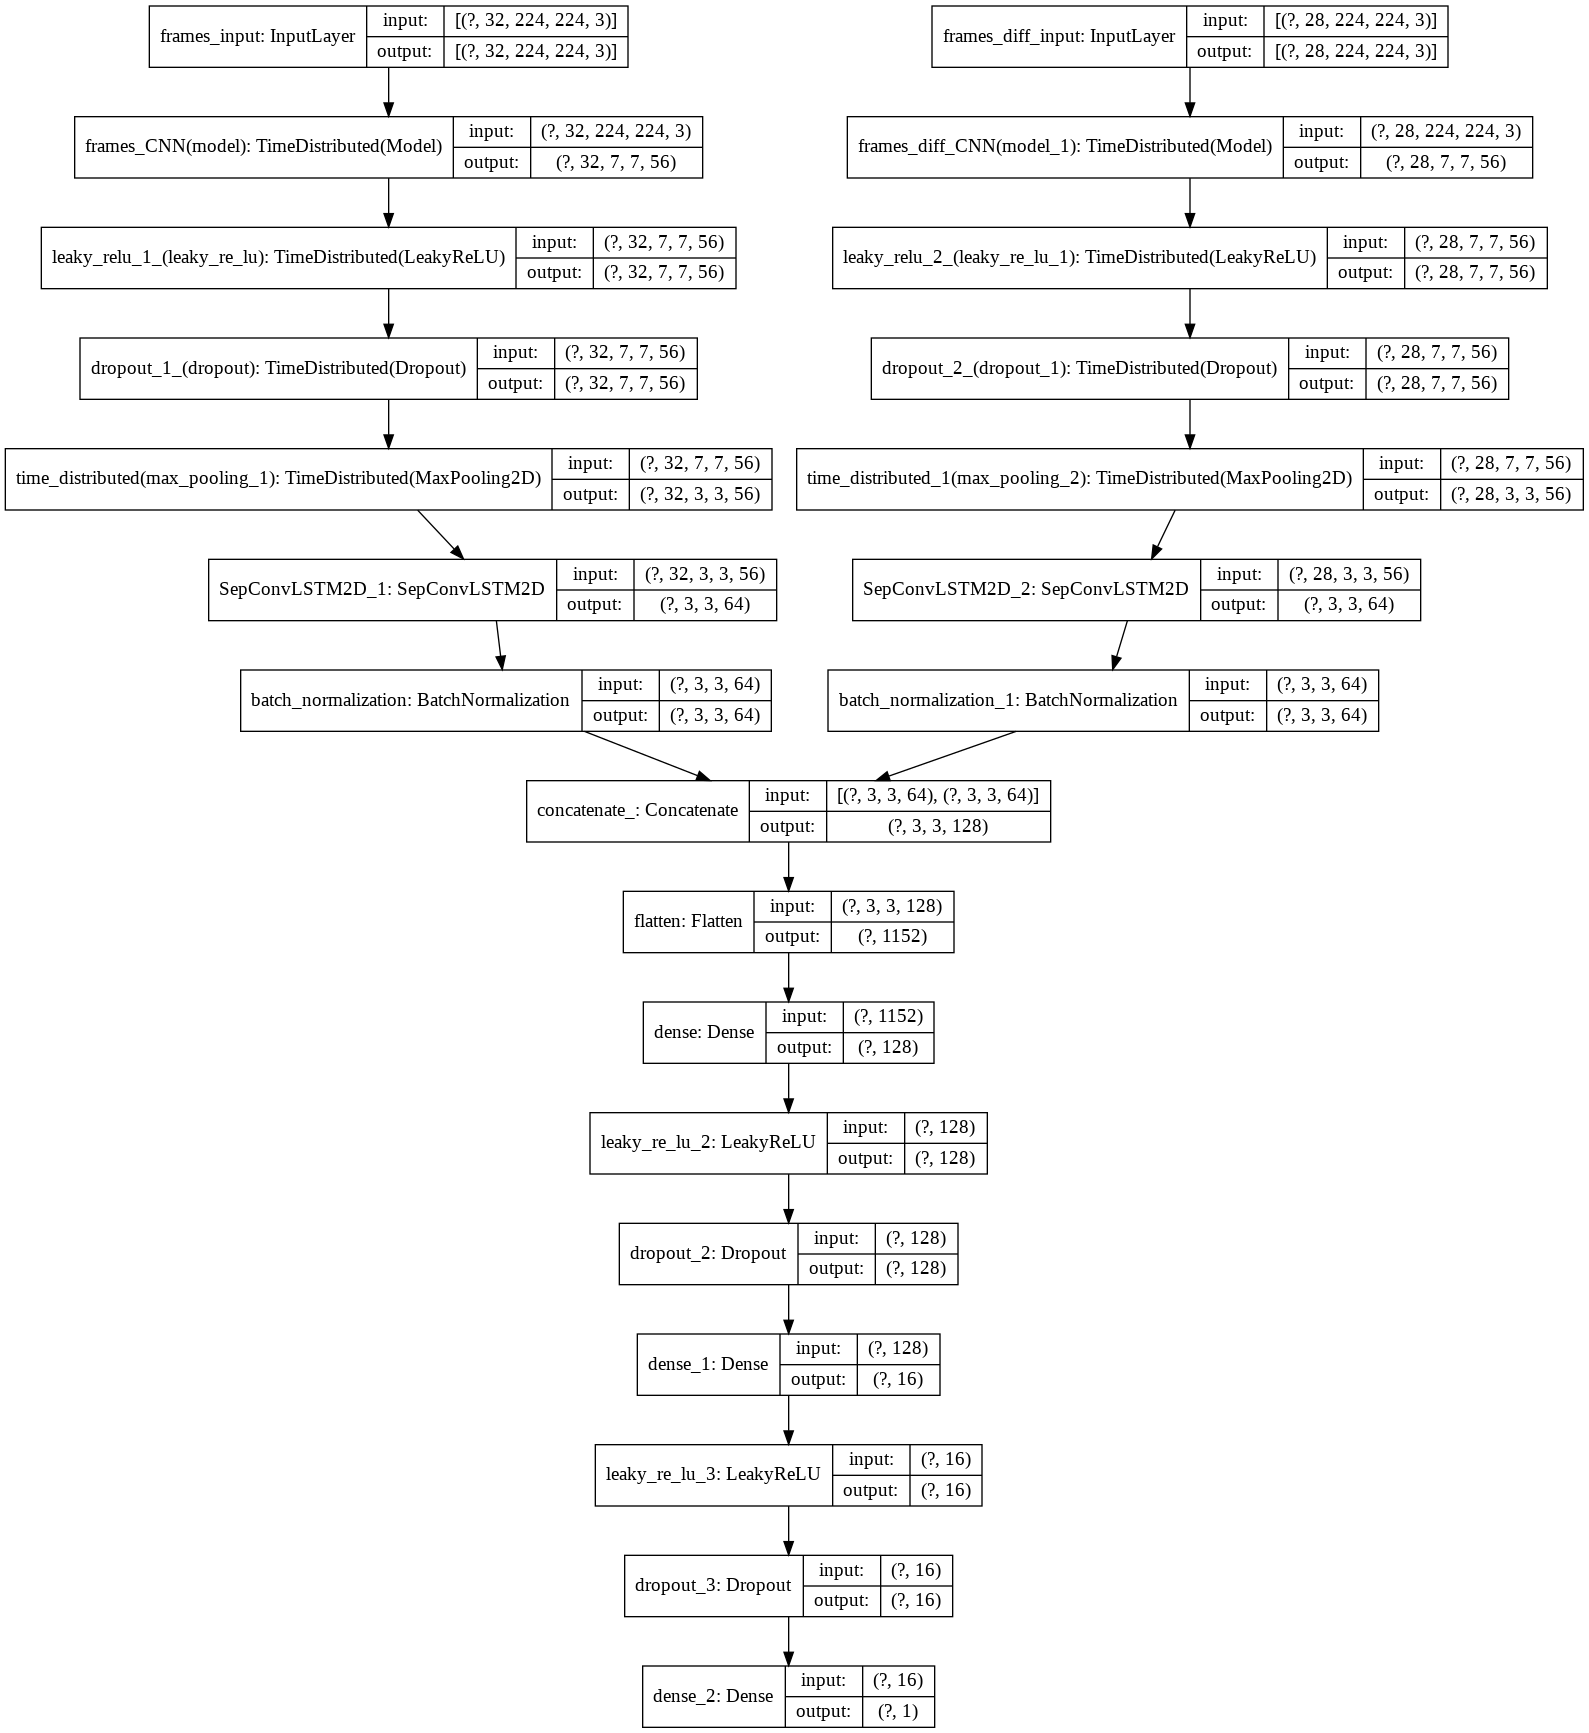 frames_input: InputLayer
input: [(?, 32, 224, 224, 3)]
output: [(?, 32, 224, 224, 3)]
frames_diff_input: InputLayer
input: [(?, 28, 224, 224, 3)]
output: [(?, 28, 224, 224, 3)]
frames_CNN(model): TimeDistributed(Model)
input: (?, 32, 224, 224, 3)
output: (?, 32, 7, 7, 56)
frames_diff_CNN(model_1): TimeDistributed(Model)
input: (?, 28, 224, 224, 3)
output: (?, 28, 7, 7, 56)
leaky_relu_1_(leaky_re_lu): TimeDistributed(LeakyReLU)
input: (?, 32, 7, 7, 56)
output: (?, 32, 7, 7, 56)
leaky_relu_2_(leaky_re_lu_1): TimeDistributed(LeakyReLU)
input: (?, 28, 7, 7, 56)
output: (?, 28, 7, 7, 56)
dropout_1_(dropout): TimeDistributed(Dropout)
input: (?, 32, 7, 7, 56)
output: (?, 32, 7, 7, 56)
dropout_2_(dropout_1): TimeDistributed(Dropout)
input: (?, 28, 7, 7, 56)
output: (?, 28, 7, 7, 56)
time_distributed(max_pooling_1): TimeDistributed(MaxPooling2D)
input: (?, 32, 7, 7, 56)
output: (?, 32, 3, 3, 56)
time_distributed_1(max_pooling_2): TimeDistributed(MaxPooling2D)
input: (?, 28, 7, 7, 56)
output: (?, 28, 3, 3, 56)
SepConvLSTM2D_1: SepConvLSTM2D
input: (?, 32, 3, 3, 56)
output: (?, 3, 3, 64)
SepConvLSTM2D_2: SepConvLSTM2D
input: (?, 28, 3, 3, 56)
output: (?, 3, 3, 64)
batch_normalization: BatchNormalization
input: (?, 3, 3, 64)
output: (?, 3, 3, 64)
batch_normalization_1: BatchNormalization
input: (?, 3, 3, 64)
output: (?, 3, 3, 64)
concatenate_: Concatenate
input: [(?, 3, 3, 64), (?, 3, 3, 64)]
output: (?, 3, 3, 128)
flatten: Flatten
input: (?, 3, 3, 128)
output: (?, 1152)
dense: Dense
input: (?, 1152)
output: (?, 128)
leaky_re_lu_2: LeakyReLU
input: (?, 128)
output: (?, 128)
dropout_2: Dropout
input: (?, 128)
output: (?, 128)
dense_1: Dense
input: (?, 128)
output: (?, 16)
leaky_re_lu_3: LeakyReLU
input: (?, 16)
output: (?, 16)
dropout_3: Dropout
input: (?, 16)
output: (?, 16)
dense_2: Dense
input: (?, 16)
output: (?, 1)